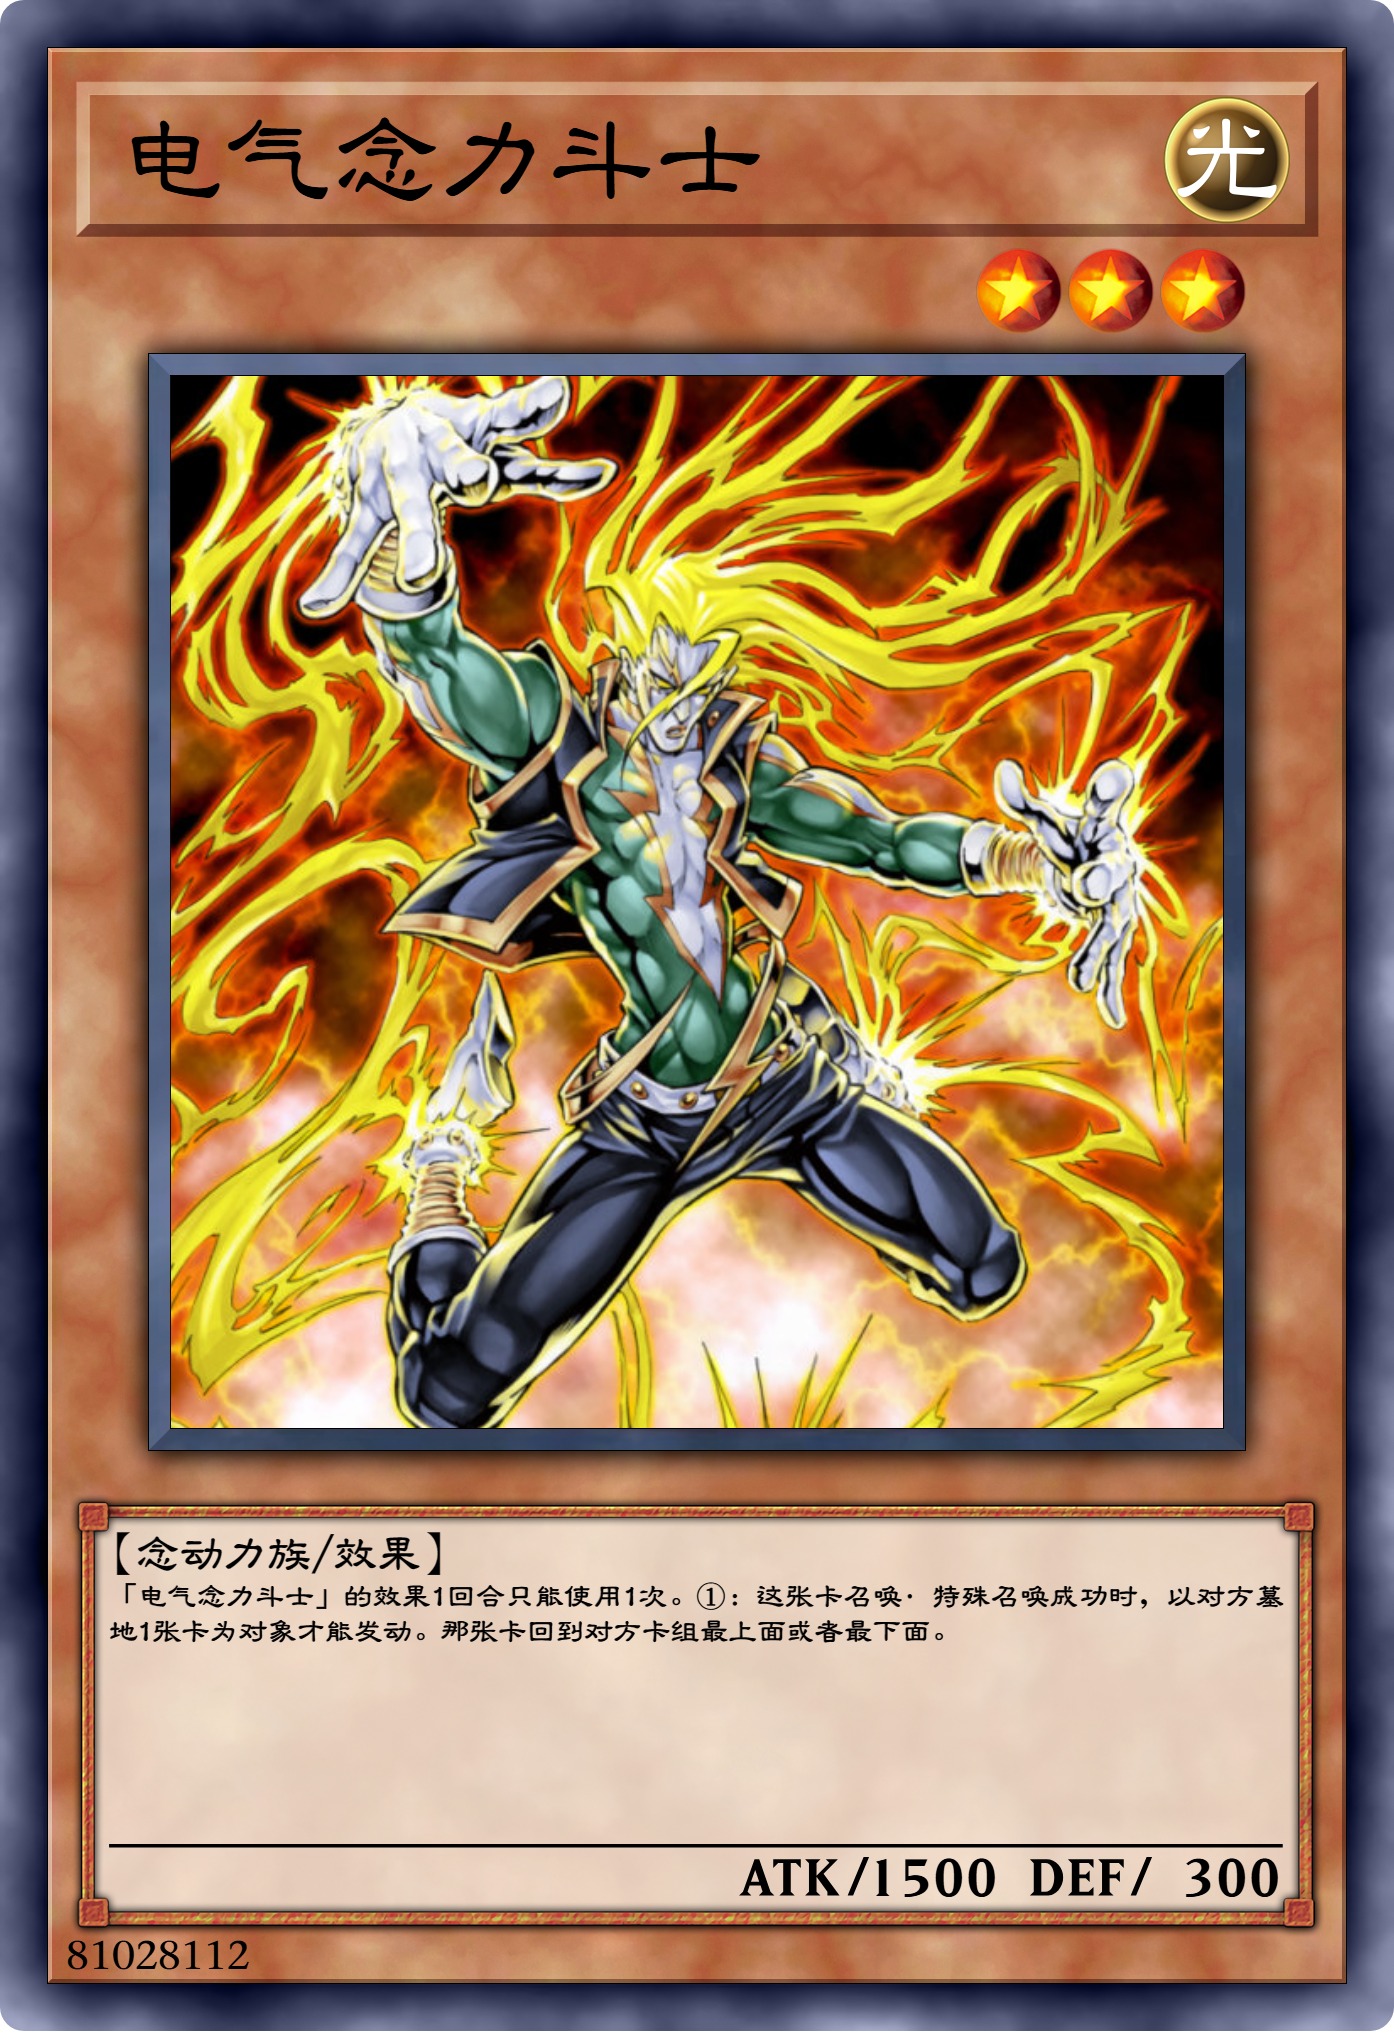 电气念力斗士
光
【念动力族/效果】
「电气念力斗士」的效果1回合只能使用1次。①：这张卡召唤·特殊召唤成功时，以对方墓
地1张卡为对象才能发动。那张卡回到对方卡组最上面或者最下面。
ATK/1500 DEF/ 300
81028112